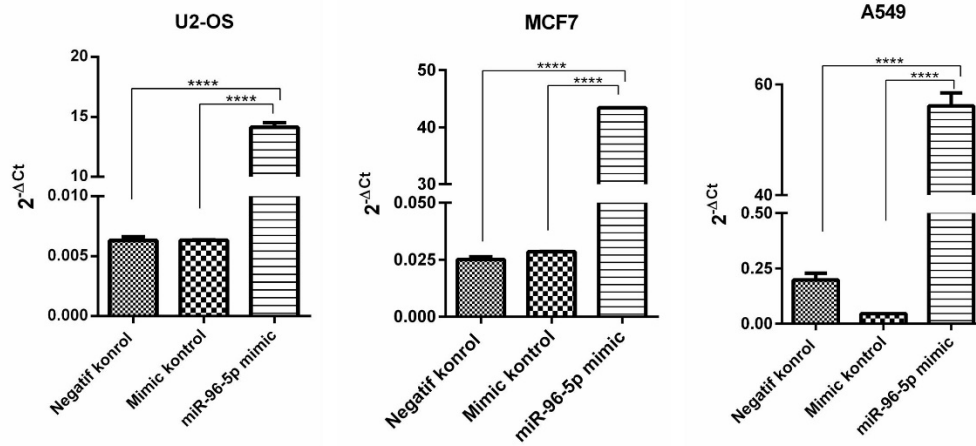 U2-OS
20
15
10
0.010
0.005
0.000
2^-ΔCt
****
****
Negatif konrol
Mimic kontrol
miR-96-5p mimic
MCF7
50
40
30
0.050
0.025
0.000
2^-ΔCt
****
****
Negatif konrol
Mimic kontrol
miR-96-5p mimic
A549
60
40
0.50
0.25
0.00
2^-ΔCt
****
****
Negatif konrol
Mimic kontrol
miR-96-5p mimic